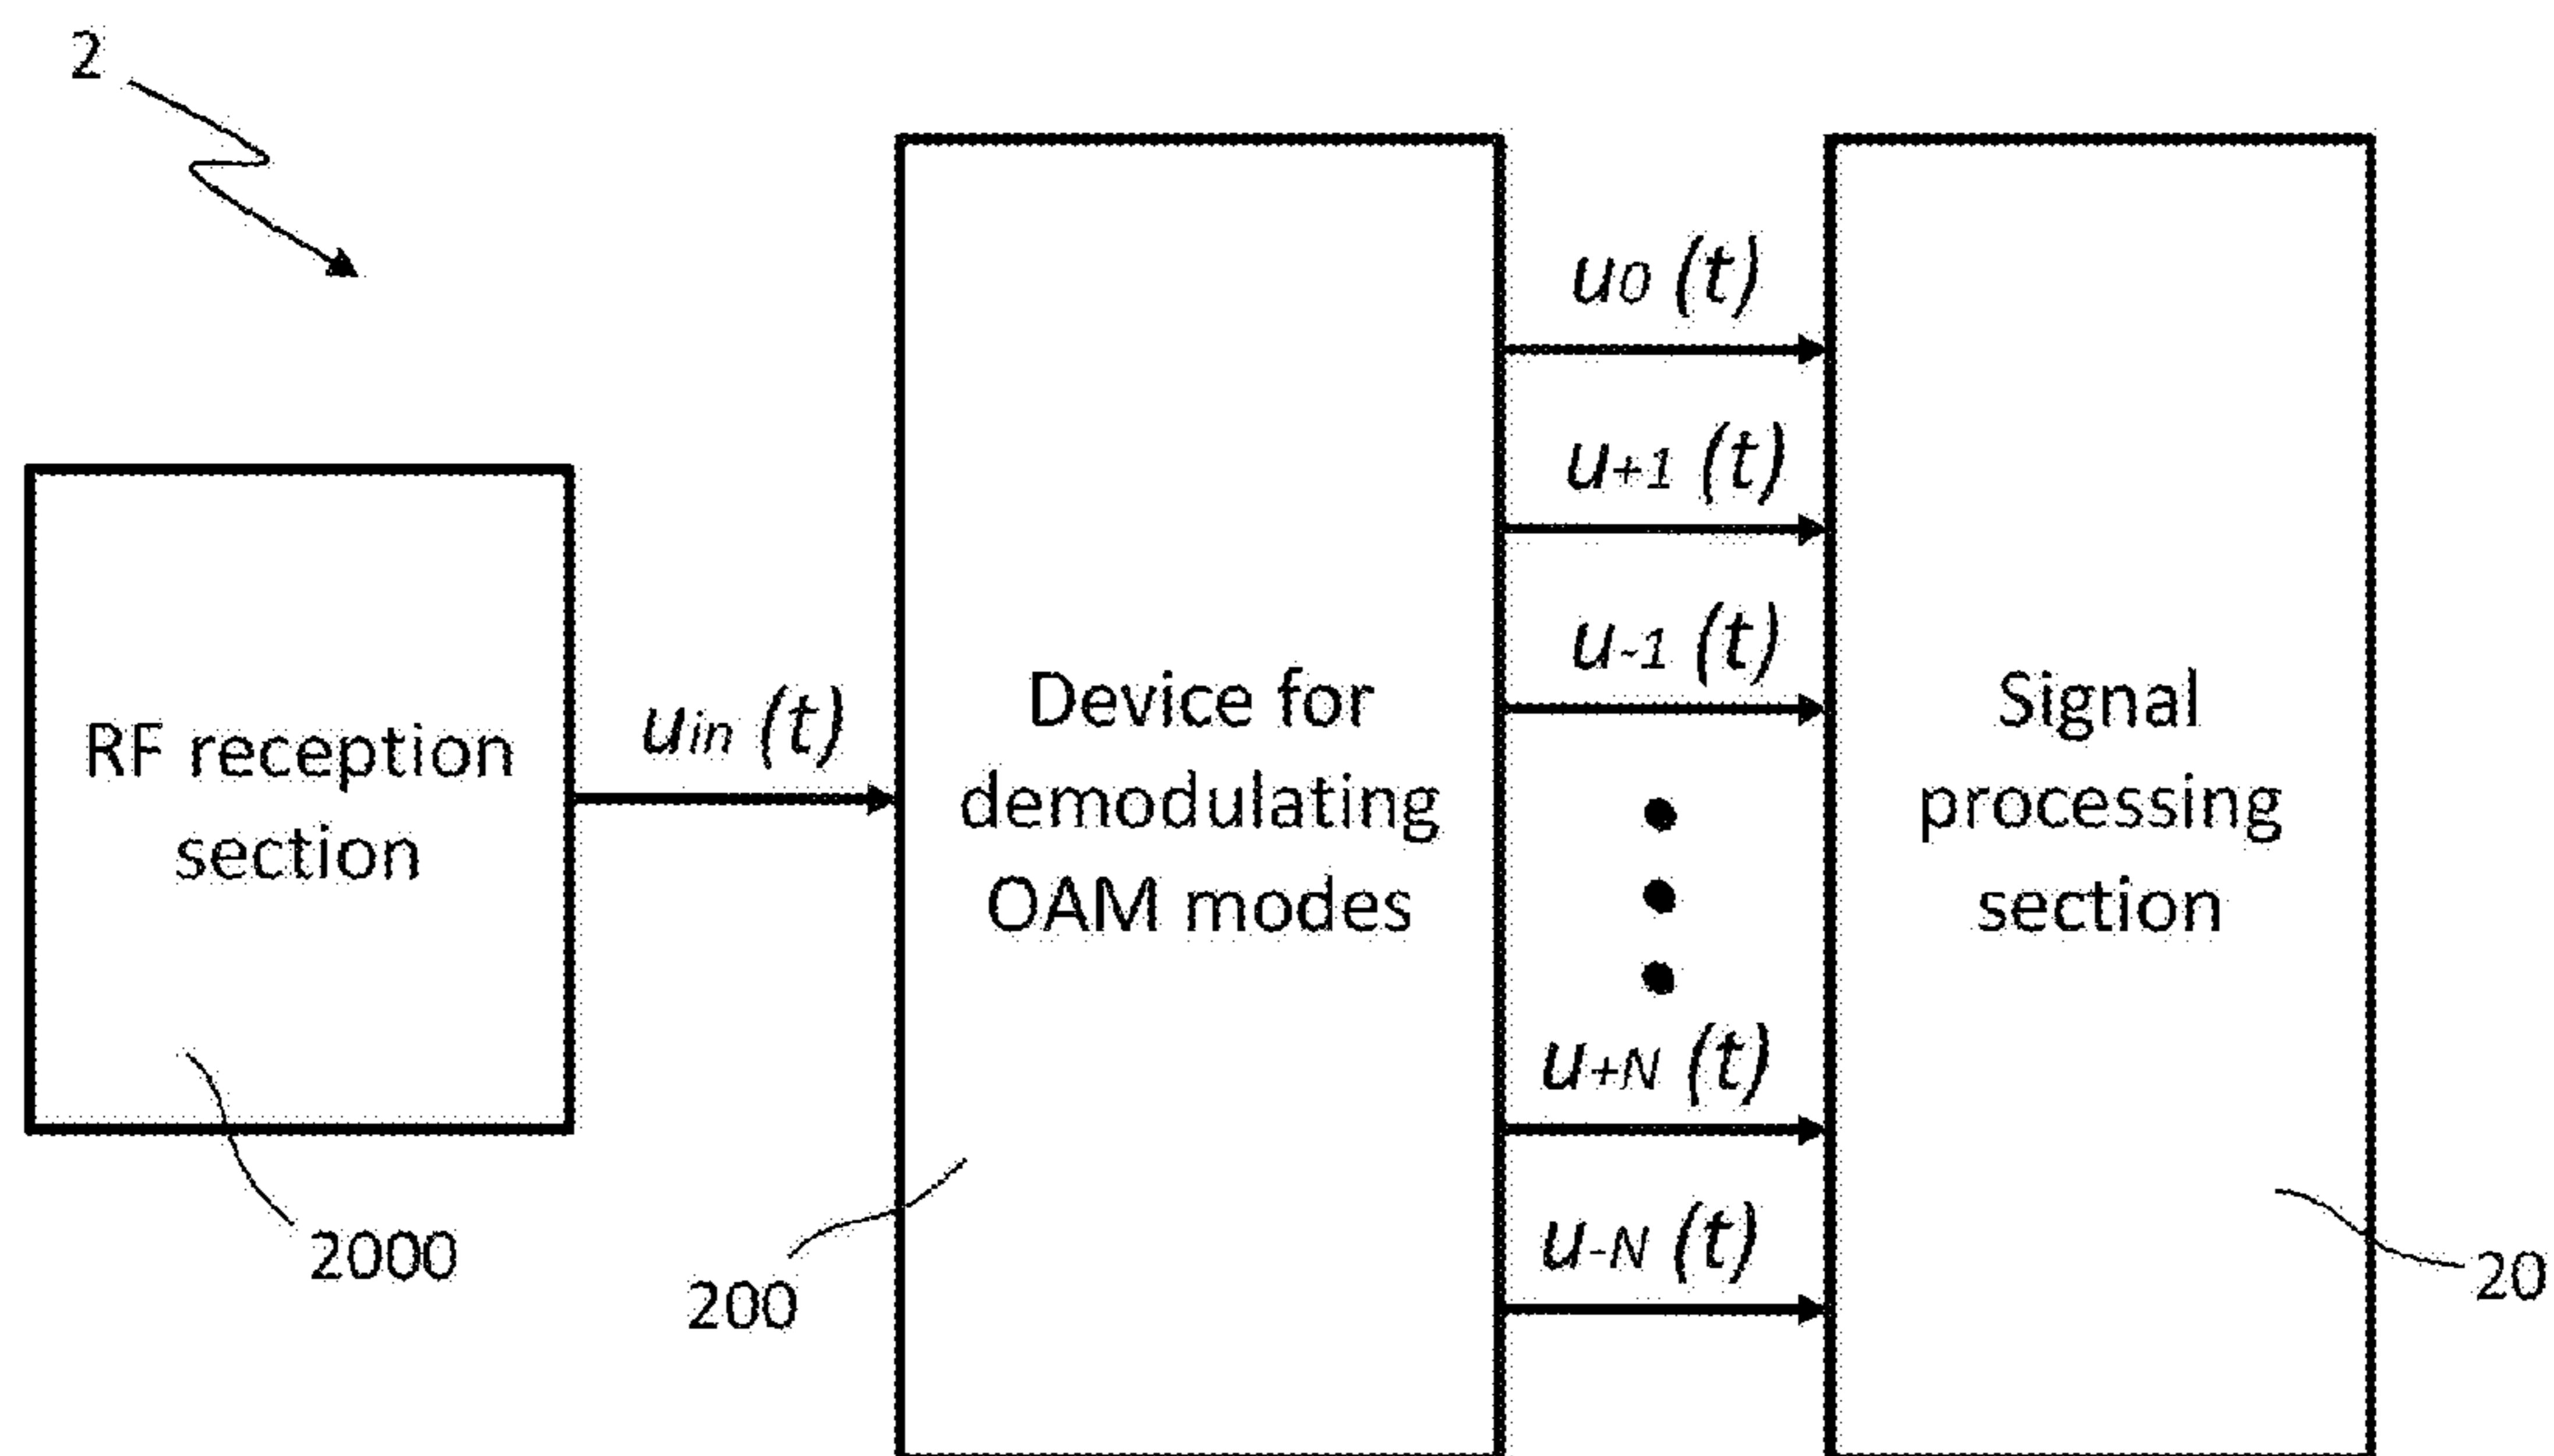 2
u0 (t)
u+1 (t)
u-1 (t)
RF reception
section
uin (t)
Device for
demodulating
OAM modes
Signal
processing
section
u+N (t)
u-N (t)
2000
200
20